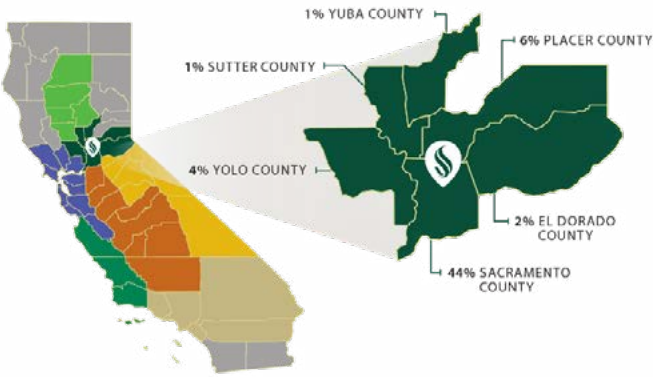 1% YUBA COUNTY
6% PLACER COUNTY
1% SUTTER COUNTY
4% YOLO COUNTY
2% EL DORADO
COUNTY
44% SACRAMENTO
COUNTY